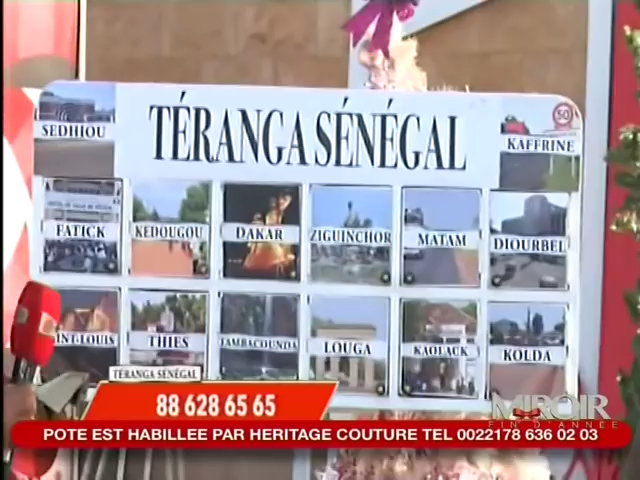 TÉRANGA SÉNÉGAL
SEDHIOU
50
KAFFRINE
FATICK
KEDOUGOU
DAKAR
ZIGUINCHOR
MATAM
DIOURBEL
INT-LOUIS
THIES
TAMBACOUNDA
LOUGA
KAOLACK
KOLDA
TÉRANGA SÉNÉGAL
88 628 65 65
MIROIR
FIN D'ANNÉE
POTE EST HABILLEE PAR HERITAGE COUTURE TEL 0022178 636 02 03